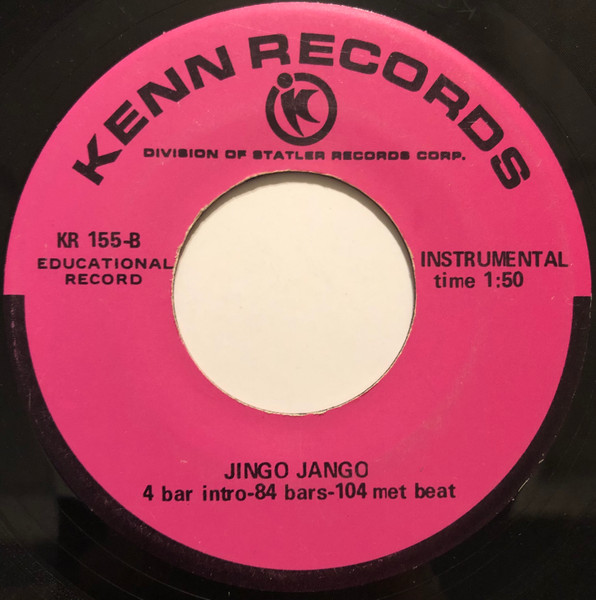 KENN RECORDS
K
DIVISION OF STATLER RECORDS CORP.
KR 155-B
EDUCATIONAL
RECORD
INSTRUMENTAL
time 1:50
JINGO JANGO
4 bar intro-84 bars-104 met beat